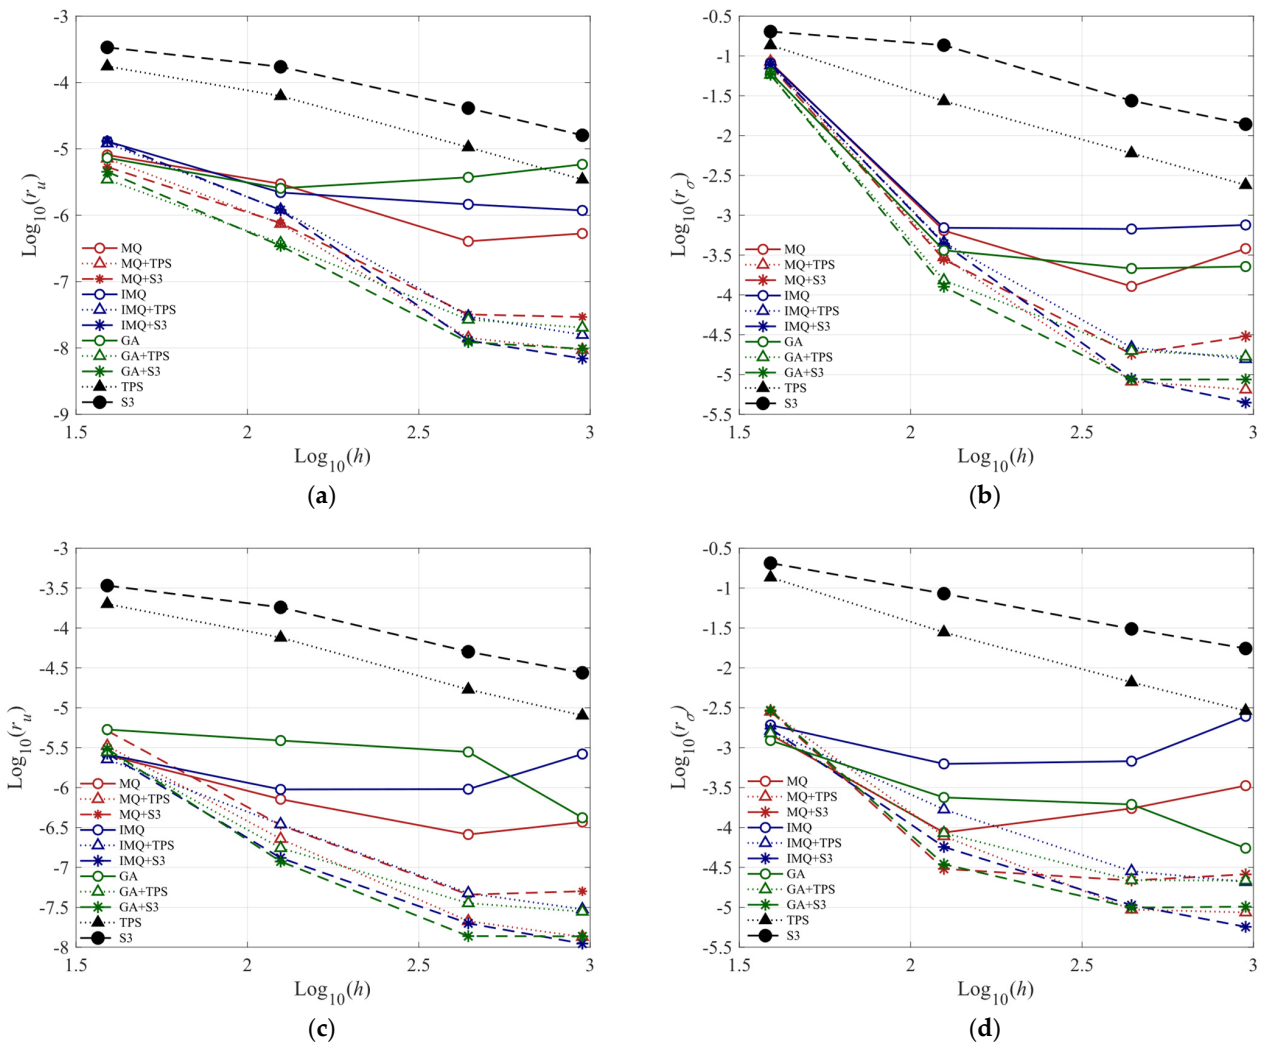 -3
-4
-5
-6
-7
-8
-9
Log10(ru)
MQ
MQ+TPS
MQ+S3
IMQ
IMQ+TPS
IMQ+S3
GA
GA+TPS
GA+S3
TPS
S3
1.5 2 2.5 3
Log10(h)
(a)
-0.5
-1
-1.5
-2
-2.5
-3
-3.5
-4
-4.5
-5
-5.5
Log10(rσ)
MQ
MQ+TPS
MQ+S3
IMQ
IMQ+TPS
IMQ+S3
GA
GA+TPS
GA+S3
TPS
S3
1.5 2 2.5 3
Log10(h)
(b)
-3
-3.5
-4
-4.5
-5
-5.5
-6
-6.5
-7
-7.5
-8
Log10(ru)
MQ
MQ+TPS
MQ+S3
IMQ
IMQ+TPS
IMQ+S3
GA
GA+TPS
GA+S3
TPS
S3
1.5 2 2.5 3
Log10(h)
(c)
-0.5
-1
-1.5
-2
-2.5
-3
-3.5
-4
-4.5
-5
-5.5
Log10(rσ)
MQ
MQ+TPS
MQ+S3
IMQ
IMQ+TPS
IMQ+S3
GA
GA+TPS
GA+S3
TPS
S3
1.5 2 2.5 3
Log10(h)
(d)